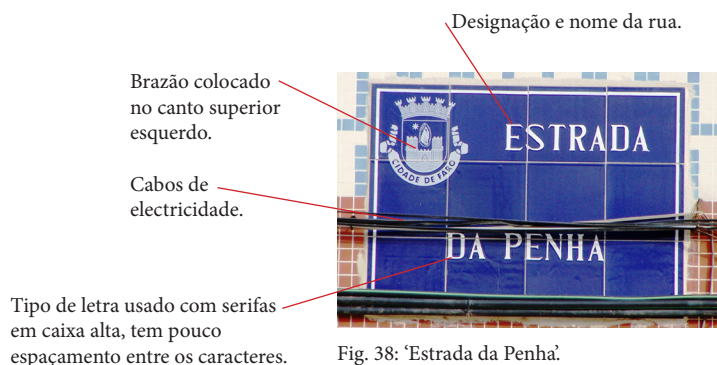 Designação e nome da rua.
Brazão colocado
no canto superior
esquerdo.
ESTRADA
CIDADE DE FARO
Cabos de
electricidade.
DA PENHA
Tipo de letra usado com serifas
em caixa alta, tem pouco
espaçamento entre os caracteres.
Fig. 38: ‘Estrada da Penha’.